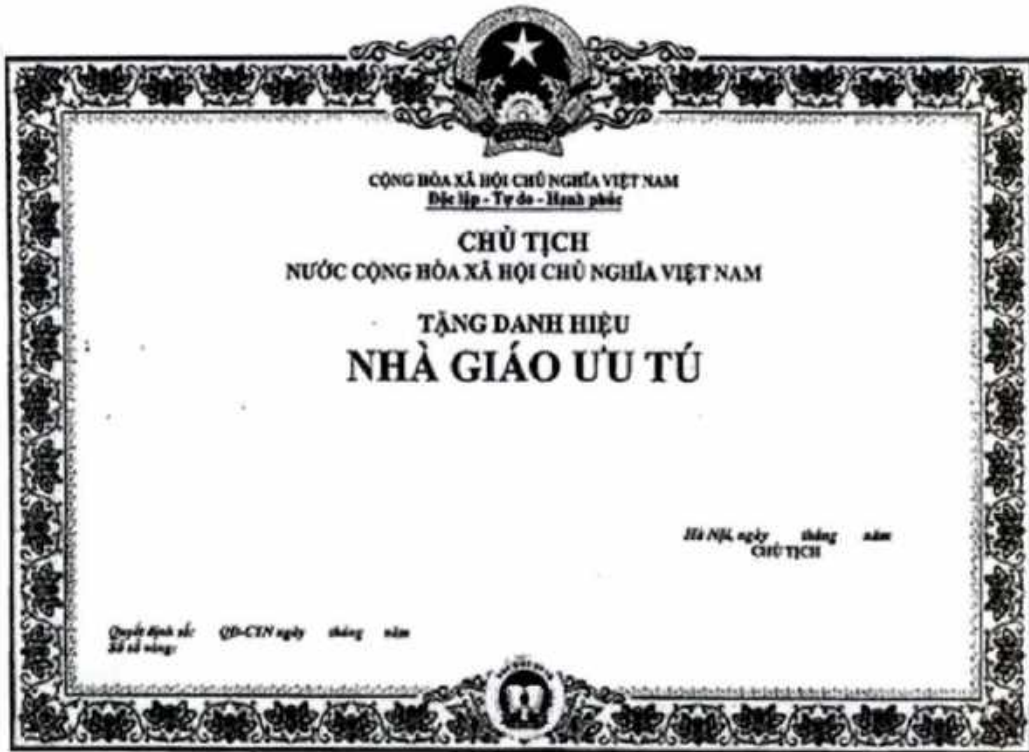 CỘNG HÒA XÃ HỘI CHỦ NGHĨA VIỆT NAM
Độc lập - Tự do - Hạnh phúc
CHỦ TỊCH
NƯỚC CỘNG HÒA XÃ HỘI CHỦ NGHĨA VIỆT NAM
TẶNG DANH HIỆU
NHÀ GIÁO ƯU TÚ
Hà Nội, ngày tháng năm
CHỦ TỊCH
Quyết định số: QĐ-CTN ngày tháng năm
Số sổ vàng: